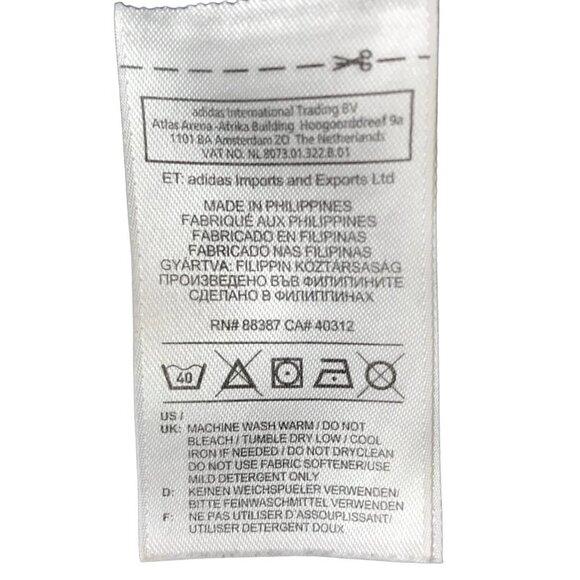 adidas International Trading BV
Atlas Arena -Afrika Building Hoogoorddreef 9a
1101 BA Amsterdam ZO The Netherlands
VAT NO. NL 8073.01.322.B.01
ET: adidas Imports and Exports Ltd
MADE IN PHILIPPINES
FABRIQUÉ AUX PHILIPPINES
FABRICADO EN FILIPINAS
FABRICADO NAS FILIPINAS
GYÁRTVA: FILIPPIN KÖZTÁRSASÁG
ПРОИЗВЕДЕНО ВЪВ ФИЛИПИНИТЕ
СДЕЛАНО В ФИЛИППИНАХ
RN# 88387 CA# 40312
40
US /
UK: MACHINE WASH WARM / DO NOT
BLEACH / TUMBLE DRY LOW / COOL
IRON IF NEEDED / DO NOT DRYCLEAN
DO NOT USE FABRIC SOFTENER/USE
MILD DETERGENT ONLY
D: KEINEN WEICHSPUELER VERWENDEN/
BITTE FEINWASCHMITTEL VERWENDEN
F: NE PAS UTILISER D'ASSOUPLISSANT/
UTILISER DETERGENT DOUX